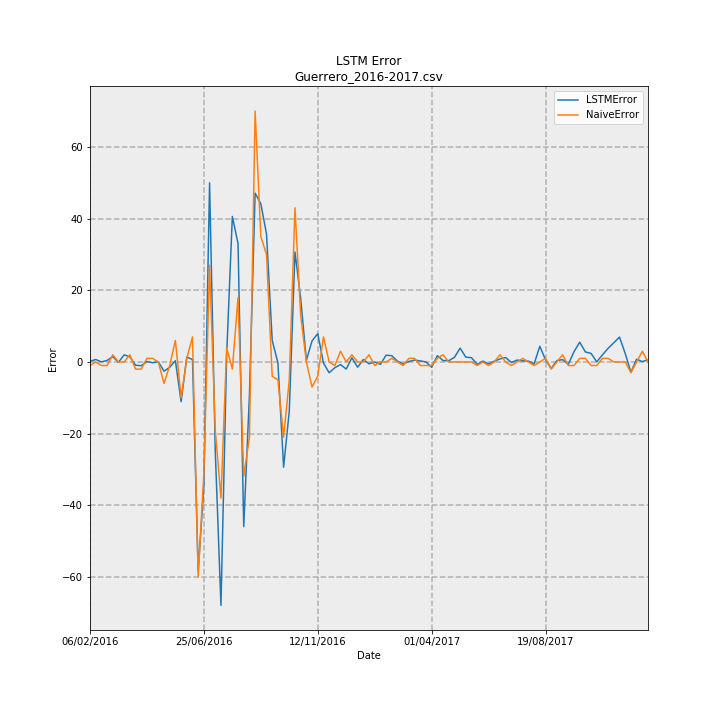 LSTM Error
Guerrero_2016-2017.csv
LSTMError
NaiveError
60
40
20
0
−20
−40
−60
Error
06/02/2016
25/06/2016
12/11/2016
01/04/2017
19/08/2017
Date